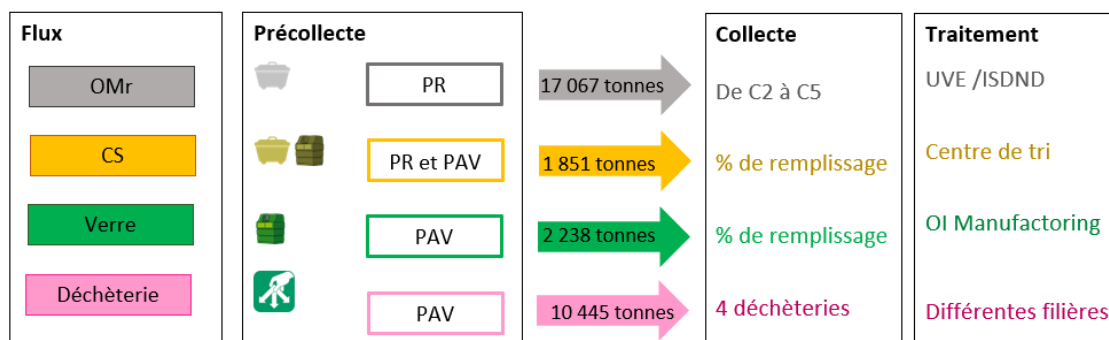 Flux
Précollecte
Collecte
Traitement
OMr
PR
17 067 tonnes
De C2 à C5
UVE /ISDND
CS
PR et PAV
1 851 tonnes
% de remplissage
Centre de tri
Verre
PAV
2 238 tonnes
% de remplissage
OI Manufactoring
Déchèterie
PAV
10 445 tonnes
4 déchèteries
Différentes filières